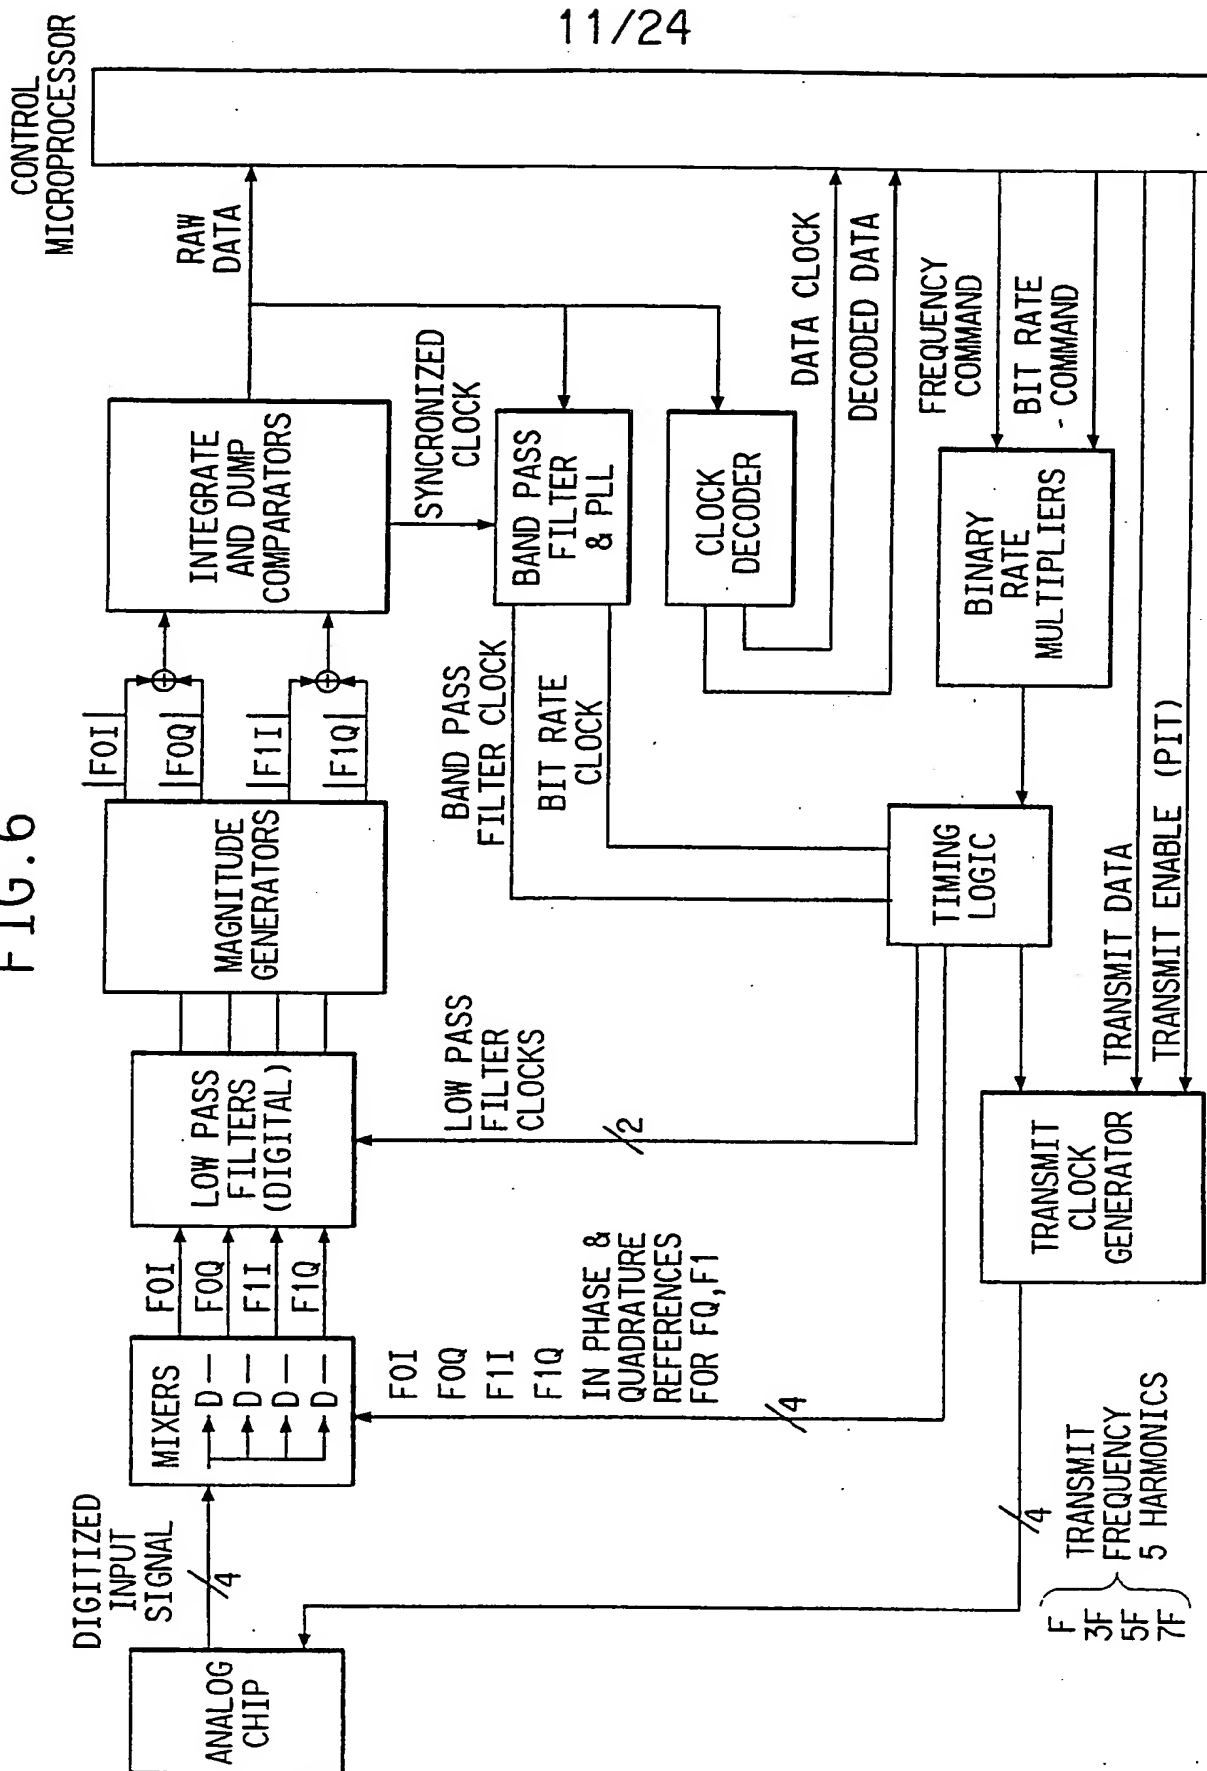 11/24
FIG.6
CONTROL
MICROPROCESSOR
RAW
DATA
INTEGRATE
AND DUMP
COMPARATORS
SYNCRONIZED
CLOCK
BAND PASS
FILTER
& PLL
CLOCK
DECODER
DATA CLOCK
DECODED DATA
FREQUENCY
COMMAND
BIT RATE
COMMAND
BINARY
RATE
MULTIPLIERS
|F0I|
|F0Q|
|F1I|
|F1Q|
MAGNITUDE
GENERATORS
BAND PASS
FILTER CLOCK
BIT RATE
CLOCK
TIMING
LOGIC
TRANSMIT DATA
TRANSMIT ENABLE (PIT)
LOW PASS
FILTERS
(DIGITAL)
LOW PASS
FILTER
CLOCKS
2
F0I
F0Q
F1I
F1Q
MIXERS
D
D
D
D
F0I
F0Q
F1I
F1Q
IN PHASE &
QUADRATURE
REFERENCES
FOR FQ,F1
4
TRANSMIT
CLOCK
GENERATOR
DIGITIZED
INPUT
SIGNAL
4
ANALOG
CHIP
4
F
3F
5F
7F
TRANSMIT
FREQUENCY
5 HARMONICS